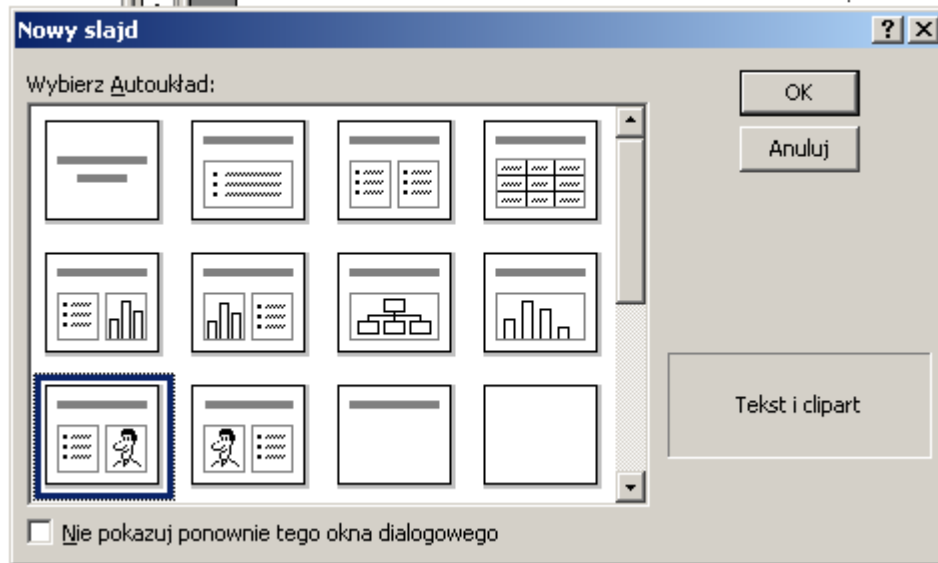 Nowy slajd
Wybierz Autoukład:
OK
Anuluj
Tekst i clipart
Nie pokazuj ponownie tego okna dialogowego